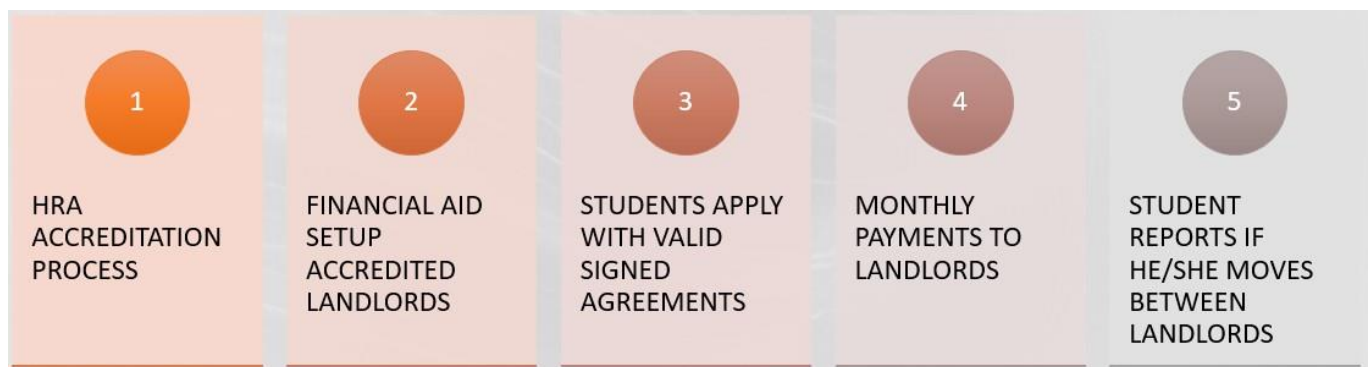 1
HRA
ACCREDITATION
PROCESS
2
FINANCIAL AID
SETUP
ACCREDITED
LANDLORDS
3
STUDENTS APPLY
WITH VALID
SIGNED
AGREEMENTS
4
MONTHLY
PAYMENTS TO
LANDLORDS
5
STUDENT
REPORTS IF
HE/SHE MOVES
BETWEEN
LANDLORDS